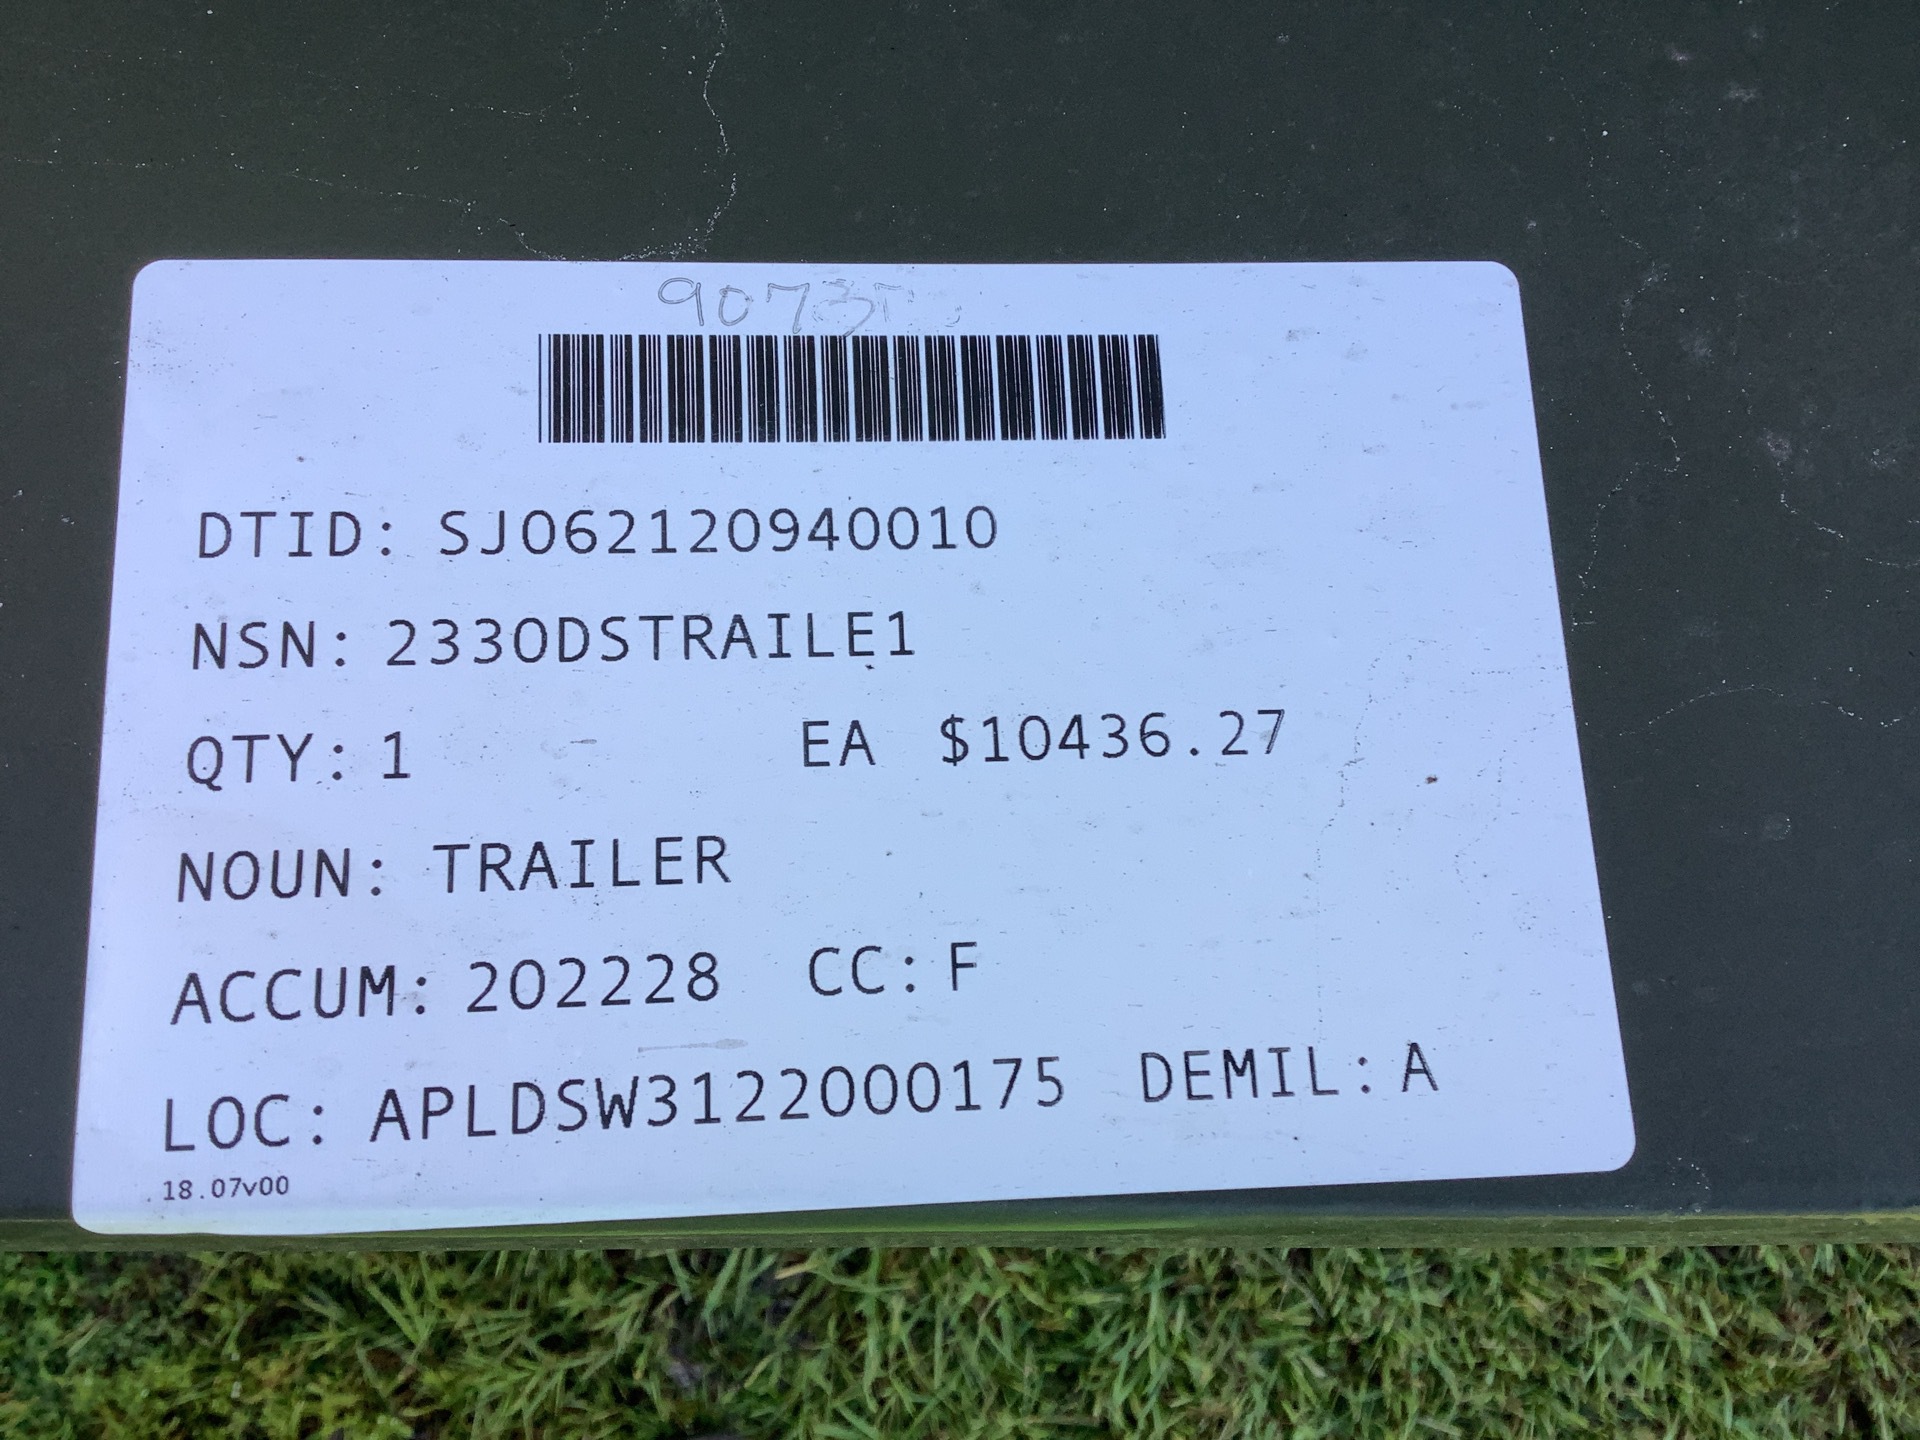 DTID: SJ062120940010
NSN: 2330DSTRAILE1
QTY: 1 EA $10436.27
NOUN: TRAILER
ACCUM: 202228 CC: F
LOC: APLDSW3122000175 DEMIL: A
18.07v00